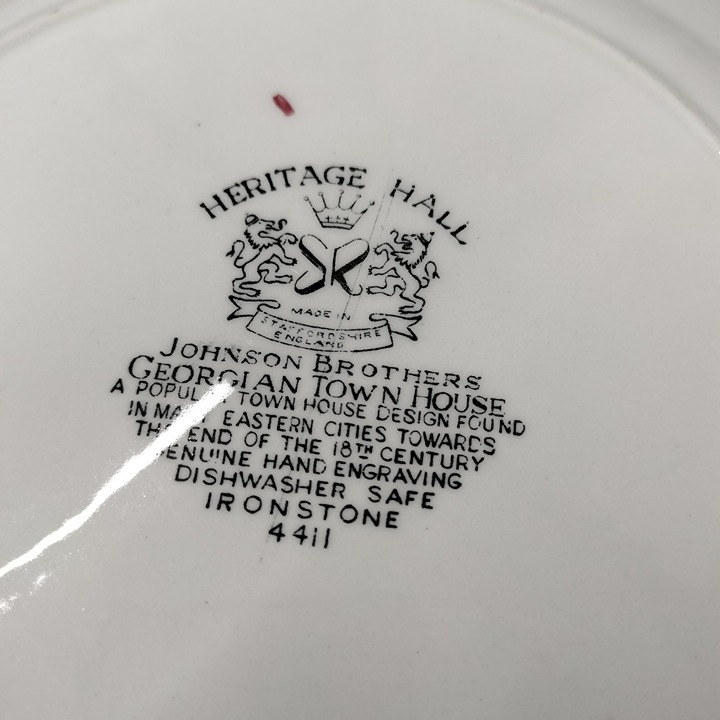 HERITAGE HALL
MADE IN
STAFFORDSHIRE
ENGLAND
JOHNSON BROTHERS
GEORGIAN TOWN HOUSE
A TOWN HOUSE DESIGN FOUND
IN EASTERN CITIES TOWARDS
END OF THE 18TH CENTURY
HAND ENGRAVING
DISHWASHER SAFE
IRONSTONE
4411